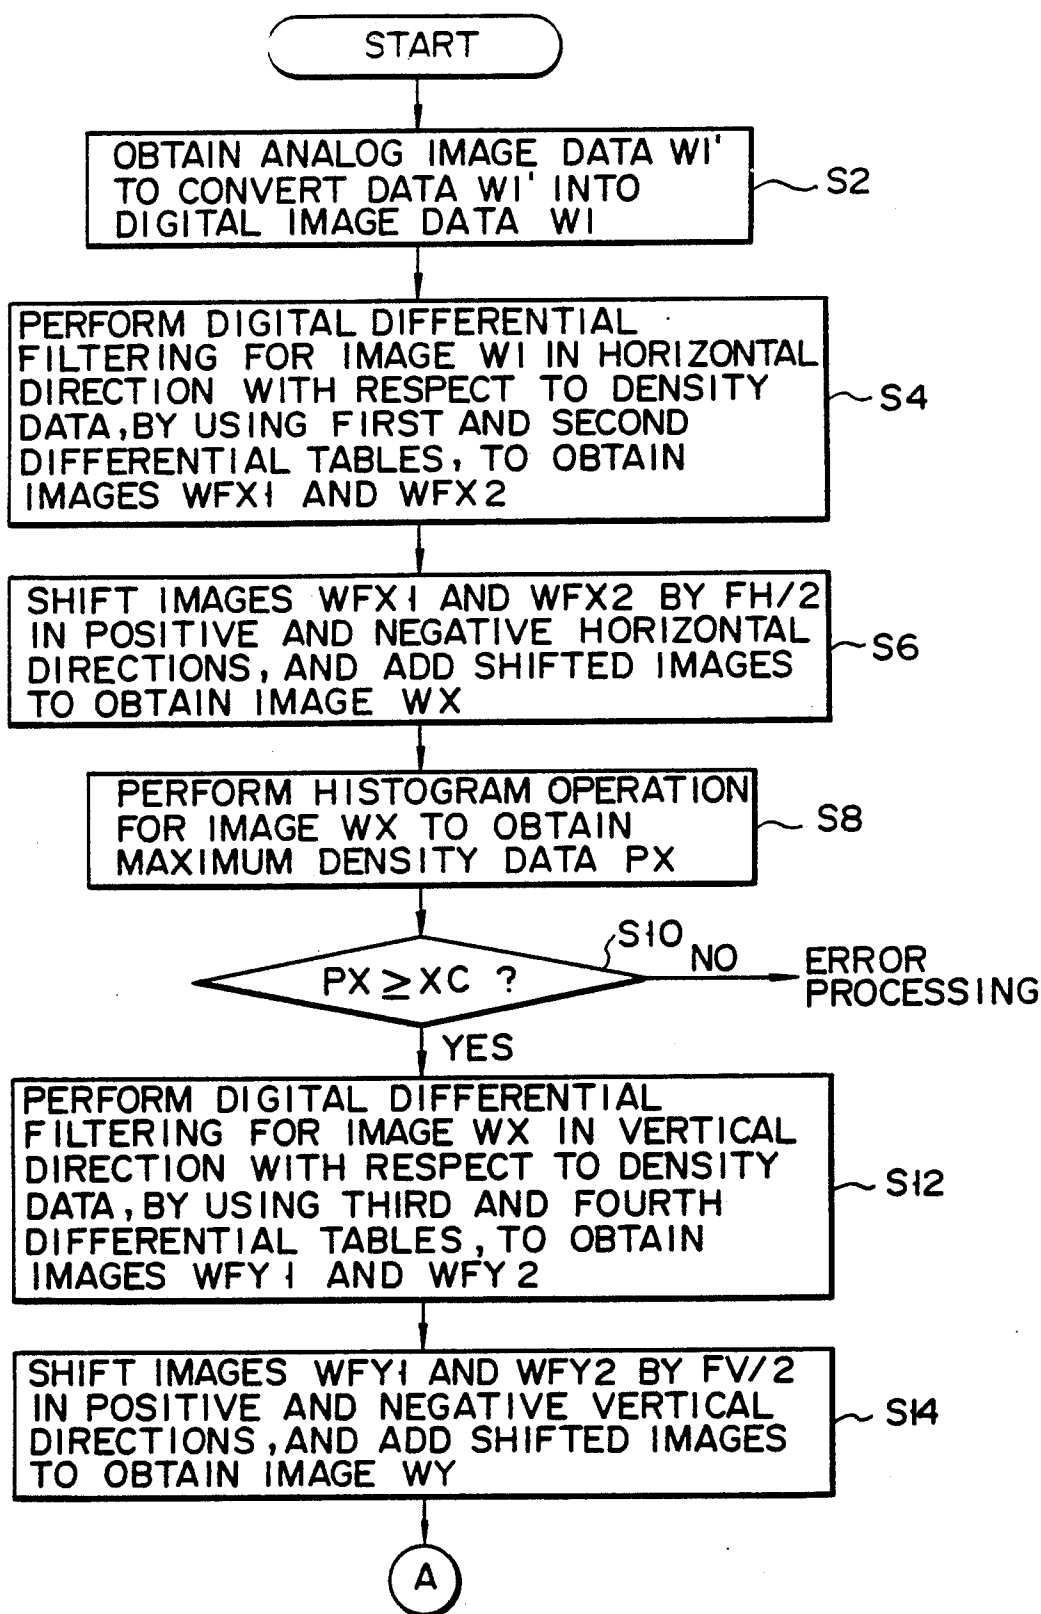 START
OBTAIN ANALOG IMAGE DATA WI'
TO CONVERT DATA WI' INTO
DIGITAL IMAGE DATA WI
S2
PERFORM DIGITAL DIFFERENTIAL
FILTERING FOR IMAGE WI IN HORIZONTAL
DIRECTION WITH RESPECT TO DENSITY
DATA, BY USING FIRST AND SECOND
DIFFERENTIAL TABLES, TO OBTAIN
IMAGES WFX1 AND WFX2
S4
SHIFT IMAGES WFX1 AND WFX2 BY FH/2
IN POSITIVE AND NEGATIVE HORIZONTAL
DIRECTIONS, AND ADD SHIFTED IMAGES
TO OBTAIN IMAGE WX
S6
PERFORM HISTOGRAM OPERATION
FOR IMAGE WX TO OBTAIN
MAXIMUM DENSITY DATA PX
S8
PX ≥ XC ?
S10
NO
ERROR
PROCESSING
YES
PERFORM DIGITAL DIFFERENTIAL
FILTERING FOR IMAGE WX IN VERTICAL
DIRECTION WITH RESPECT TO DENSITY
DATA, BY USING THIRD AND FOURTH
DIFFERENTIAL TABLES, TO OBTAIN
IMAGES WFY1 AND WFY2
S12
SHIFT IMAGES WFY1 AND WFY2 BY FV/2
IN POSITIVE AND NEGATIVE VERTICAL
DIRECTIONS, AND ADD SHIFTED IMAGES
TO OBTAIN IMAGE WY
S14
A